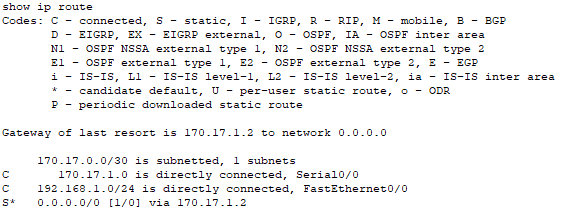 show ip route
Codes: C - connected, S - static, I - IGRP, R - RIP, M - mobile, B - BGP
D - EIGRP, EX - EIGRP external, O - OSPF, IA - OSPF inter area
N1 - OSPF NSSA external type 1, N2 - OSPF NSSA external type 2
E1 - OSPF external type 1, E2 - OSPF external type 2, E - EGP
i - IS-IS, L1 - IS-IS level-1, L2 - IS-IS level-2, ia - IS-IS inter area
* - candidate default, U - per-user static route, o - ODR
P - periodic downloaded static route
Gateway of last resort is 170.17.1.2 to network 0.0.0.0
170.17.0.0/30 is subnetted, 1 subnets
C 170.17.1.0 is directly connected, Serial0/0
C 192.168.1.0/24 is directly connected, FastEthernet0/0
S* 0.0.0.0/0 [1/0] via 170.17.1.2